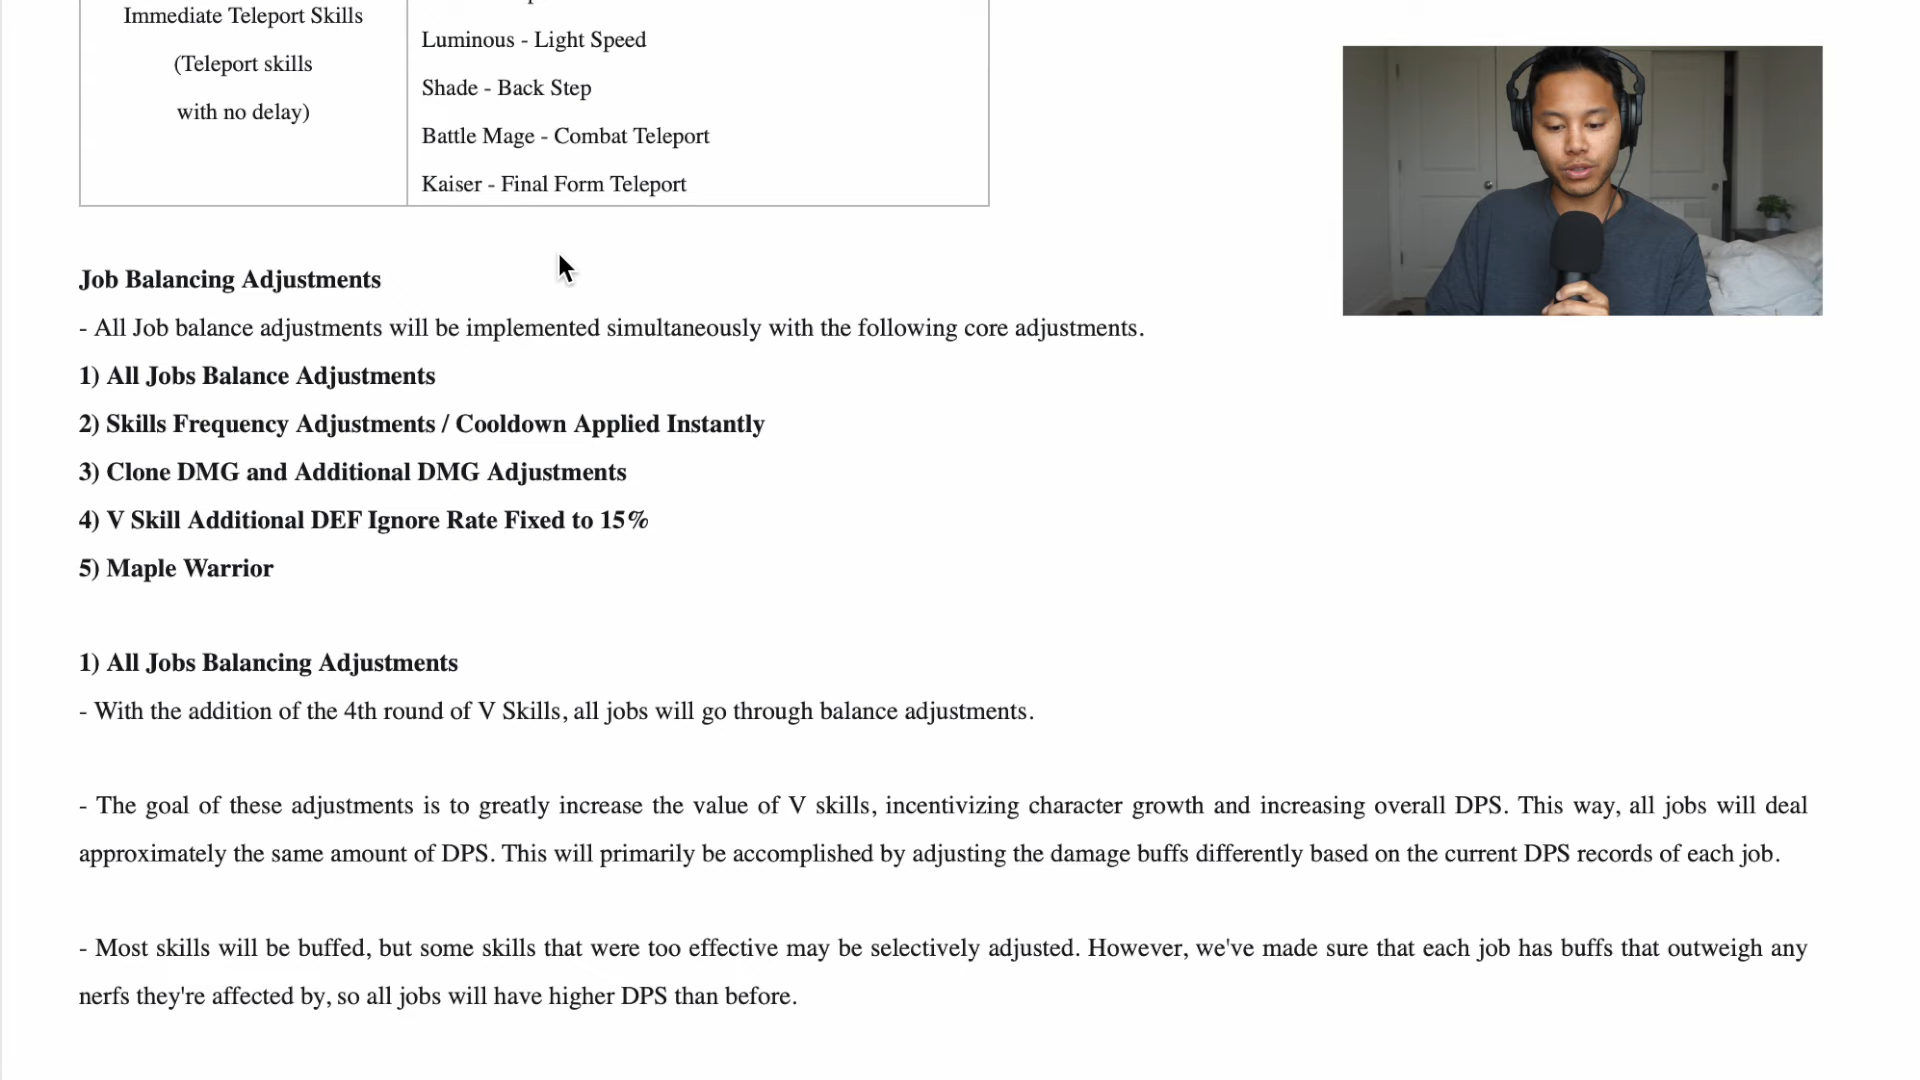 Immediate Teleport Skills
(Teleport skills
with no delay)
Luminous - Light Speed
Shade - Back Step
Battle Mage - Combat Teleport
Kaiser - Final Form Teleport
Job Balancing Adjustments
- All Job balance adjustments will be implemented simultaneously with the following core adjustments.
1) All Jobs Balance Adjustments
2) Skills Frequency Adjustments / Cooldown Applied Instantly
3) Clone DMG and Additional DMG Adjustments
4) V Skill Additional DEF Ignore Rate Fixed to 15%
5) Maple Warrior
1) All Jobs Balancing Adjustments
- With the addition of the 4th round of V Skills, all jobs will go through balance adjustments.
- The goal of these adjustments is to greatly increase the value of V skills, incentivizing character growth and increasing overall DPS. This way, all jobs will deal
approximately the same amount of DPS. This will primarily be accomplished by adjusting the damage buffs differently based on the current DPS records of each job.
- Most skills will be buffed, but some skills that were too effective may be selectively adjusted. However, we've made sure that each job has buffs that outweigh any
nerfs they're affected by, so all jobs will have higher DPS than before.